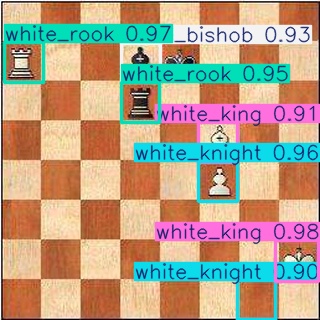 white_rook 0.97
_bishob 0.93
white_rook 0.95
white_king 0.91
white_knight 0.96
white_king 0.98
white_knight 0.90